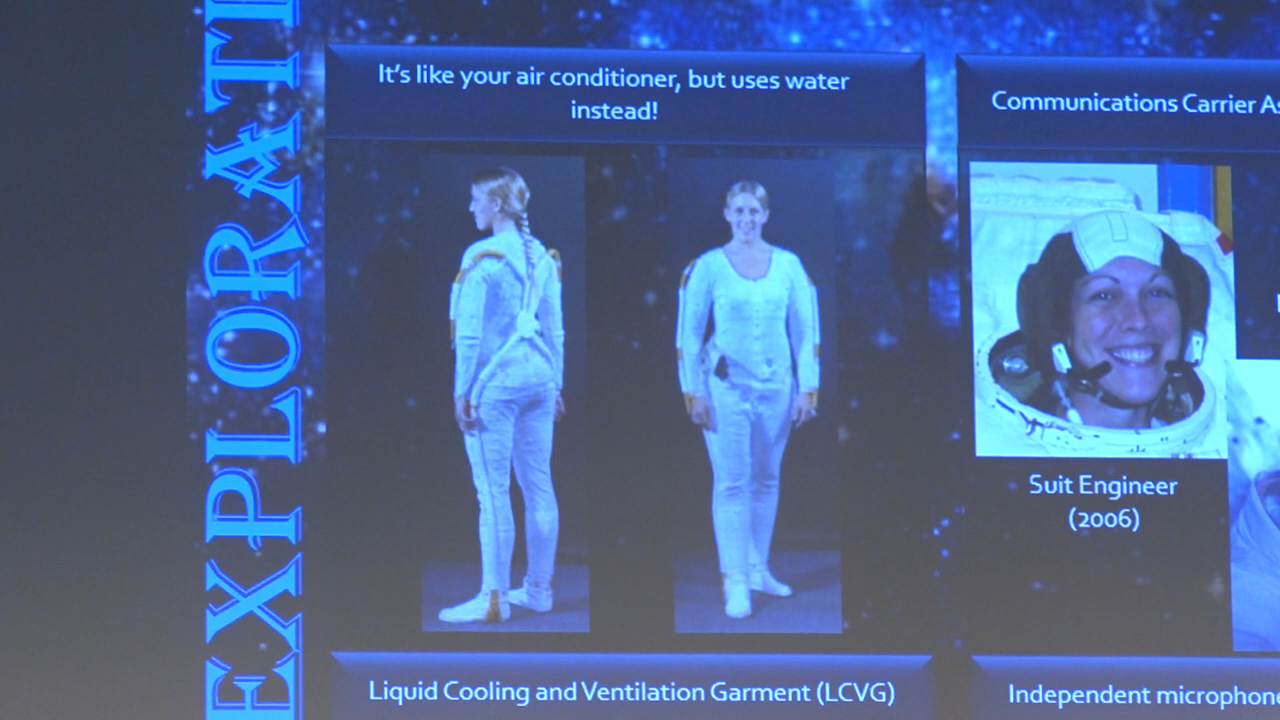 EXPLORATI
It's like your air conditioner, but uses water
instead!
Liquid Cooling and Ventilation Garment (LCVG)
Communications Carrier As
Suit Engineer
(2006)
Independent microphone